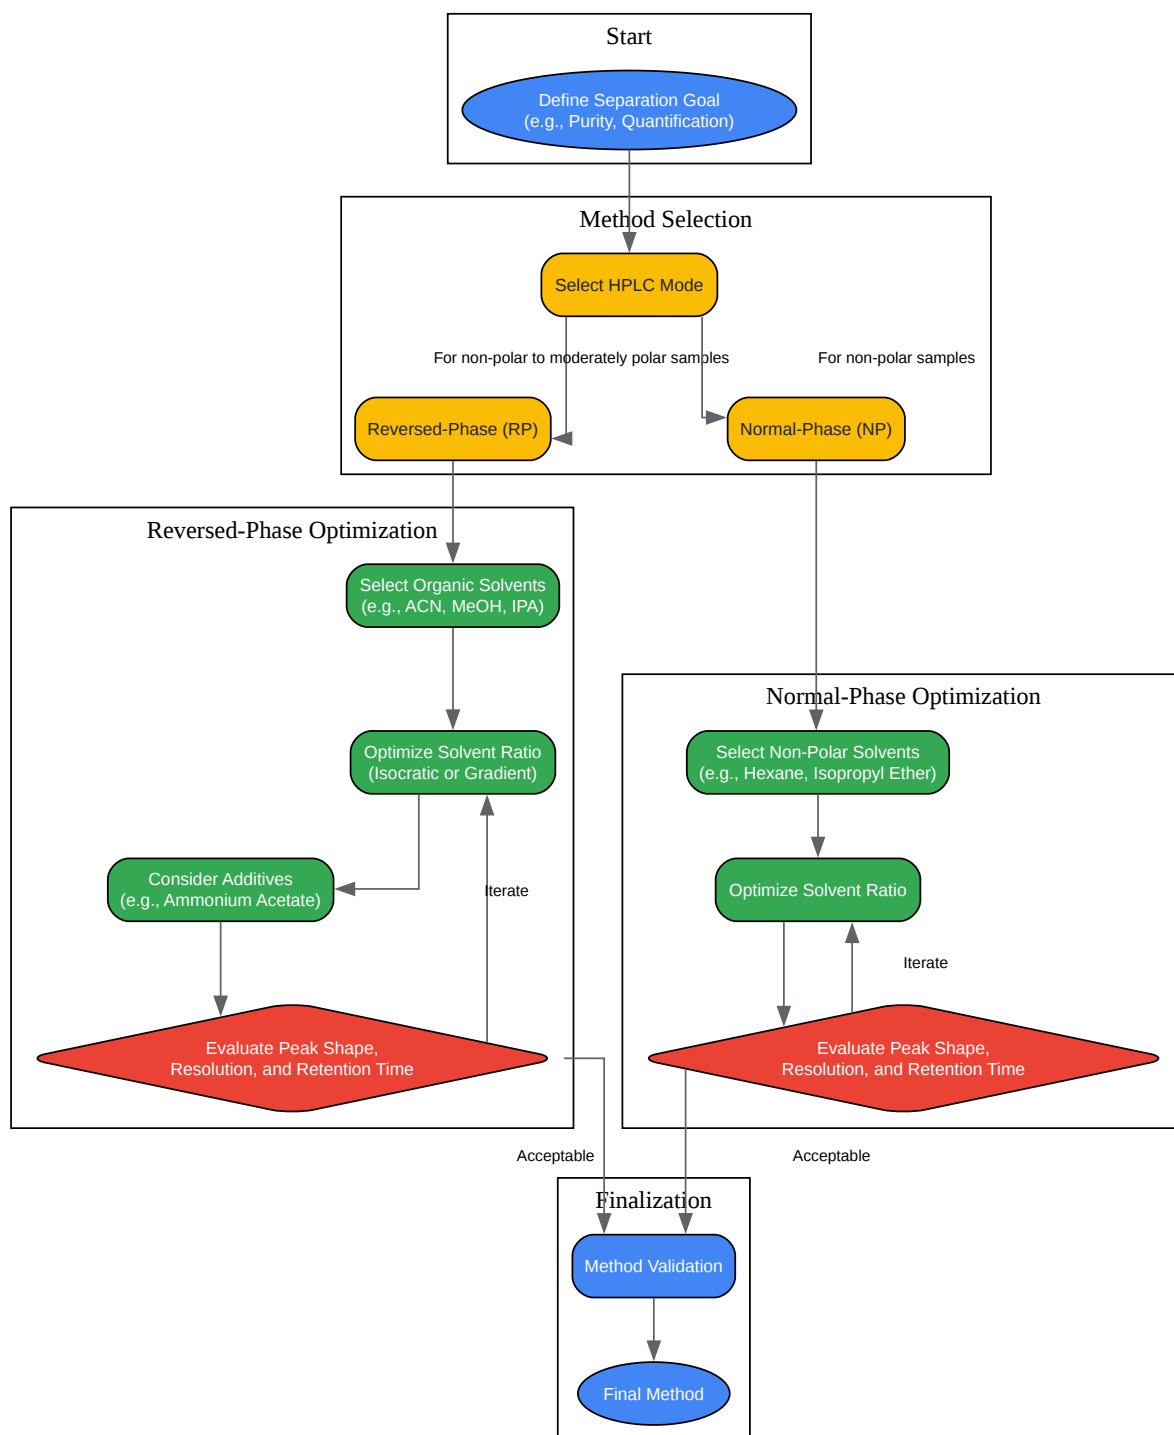 Start
Define Separation Goal
(e.g., Purity, Quantification)
Method Selection
Select HPLC Mode
For non-polar to moderately polar samples
For non-polar samples
Reversed-Phase (RP)
Normal-Phase (NP)
Reversed-Phase Optimization
Select Organic Solvents
(e.g., ACN, MeOH, IPA)
Optimize Solvent Ratio
(Isocratic or Gradient)
Consider Additives
(e.g., Ammonium Acetate)
Iterate
Evaluate Peak Shape,
Resolution, and Retention Time
Acceptable
Normal-Phase Optimization
Select Non-Polar Solvents
(e.g., Hexane, Isopropyl Ether)
Optimize Solvent Ratio
Iterate
Evaluate Peak Shape,
Resolution, and Retention Time
Acceptable
Finalization
Method Validation
Final Method